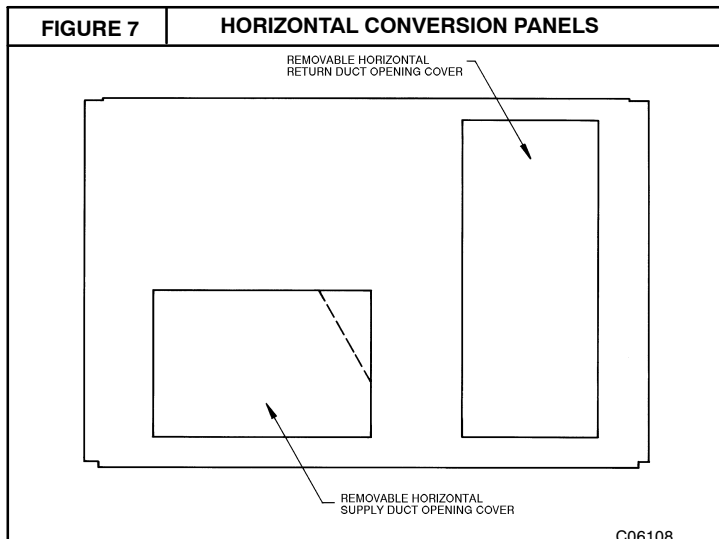 FIGURE 7
HORIZONTAL CONVERSION PANELS
REMOVABLE HORIZONTAL
RETURN DUCT OPENING COVER
REMOVABLE HORIZONTAL
SUPPLY DUCT OPENING COVER
C06108